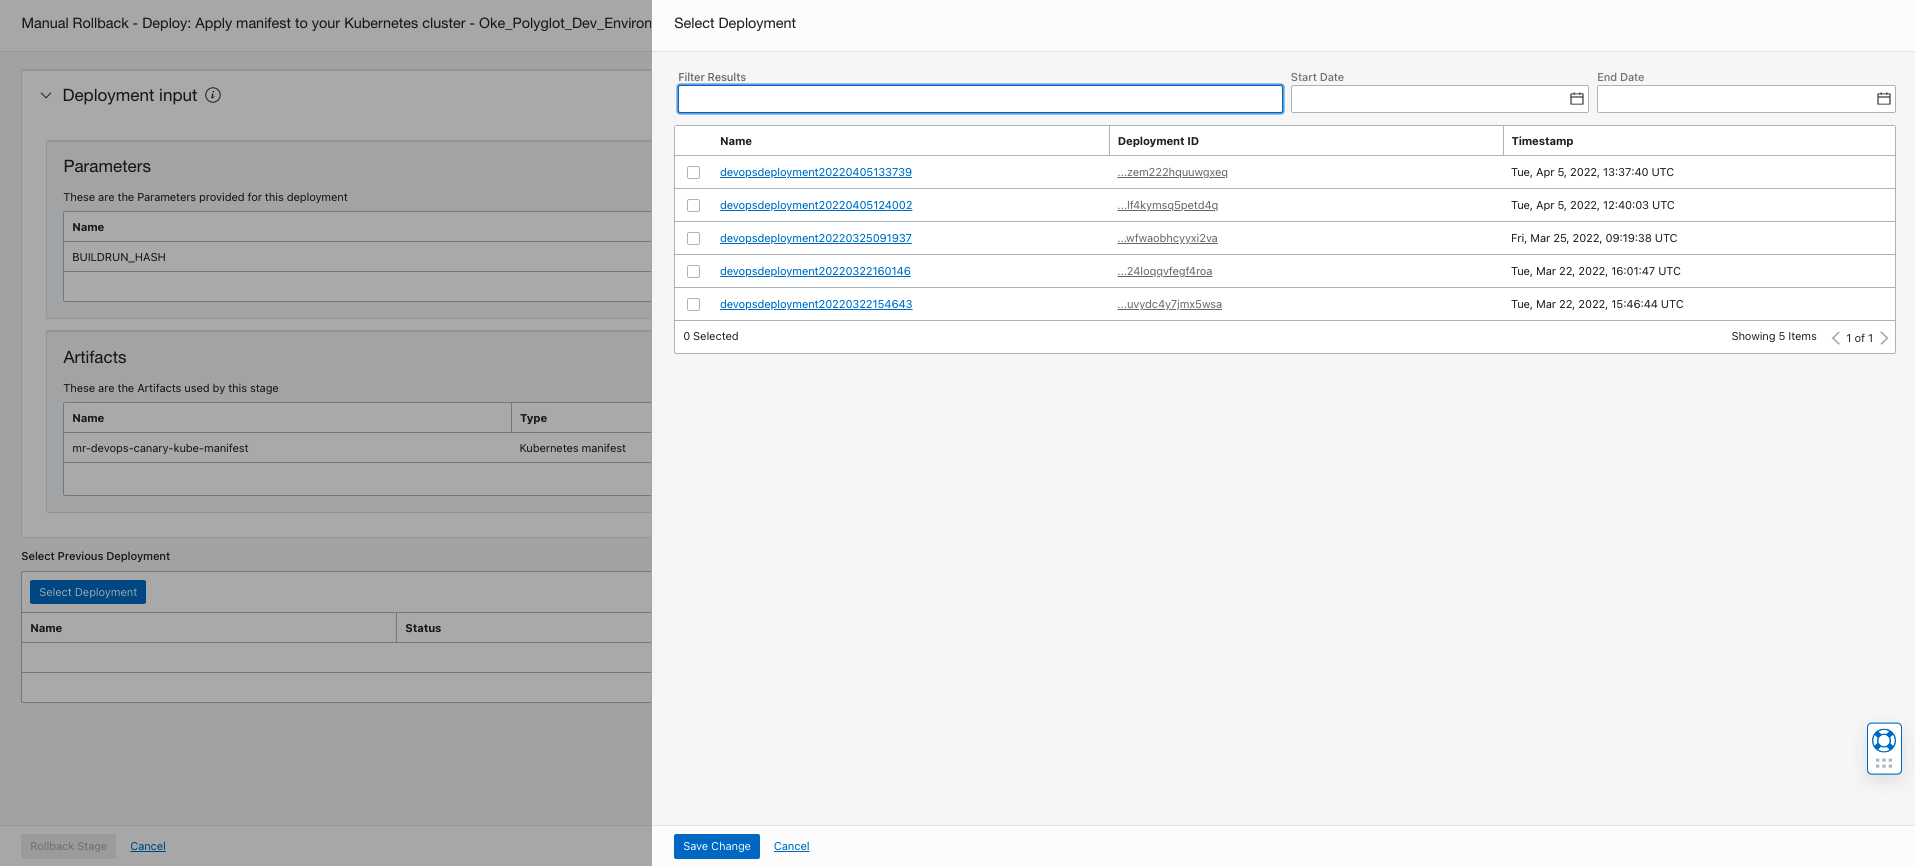 Manual Rollback - Deploy: Apply manifest to your Kubernetes cluster - Oke_Polyglot_Dev_Environ
Deployment input
Parameters
These are the Parameters provided for this deployment
Name
BUILDRUN_HASH
Artifacts
These are the Artifacts used by this stage
Name Type
mr-devops-canary-kube-manifest Kubernetes manifest
Select Previous Deployment
Select Deployment
Name Status
Rollback Stage Cancel
Select Deployment
Filter Results Start Date End Date
Name Deployment ID Timestamp
devopsdeployment20220405133739 ...zem222hquuwgxeq Tue, Apr 5, 2022, 13:37:40 UTC
devopsdeployment20220405124002 ...lf4kymsq5petd4q Tue, Apr 5, 2022, 12:40:03 UTC
devopsdeployment20220325091937 ...wfwaobhcyyxi2va Fri, Mar 25, 2022, 09:19:38 UTC
devopsdeployment20220322160146 ...24loqqvfegf4roa Tue, Mar 22, 2022, 16:01:47 UTC
devopsdeployment20220322154643 ...uvydc4y7jmx5wsa Tue, Mar 22, 2022, 15:46:44 UTC
0 Selected Showing 5 Items 1 of 1
Save Change Cancel